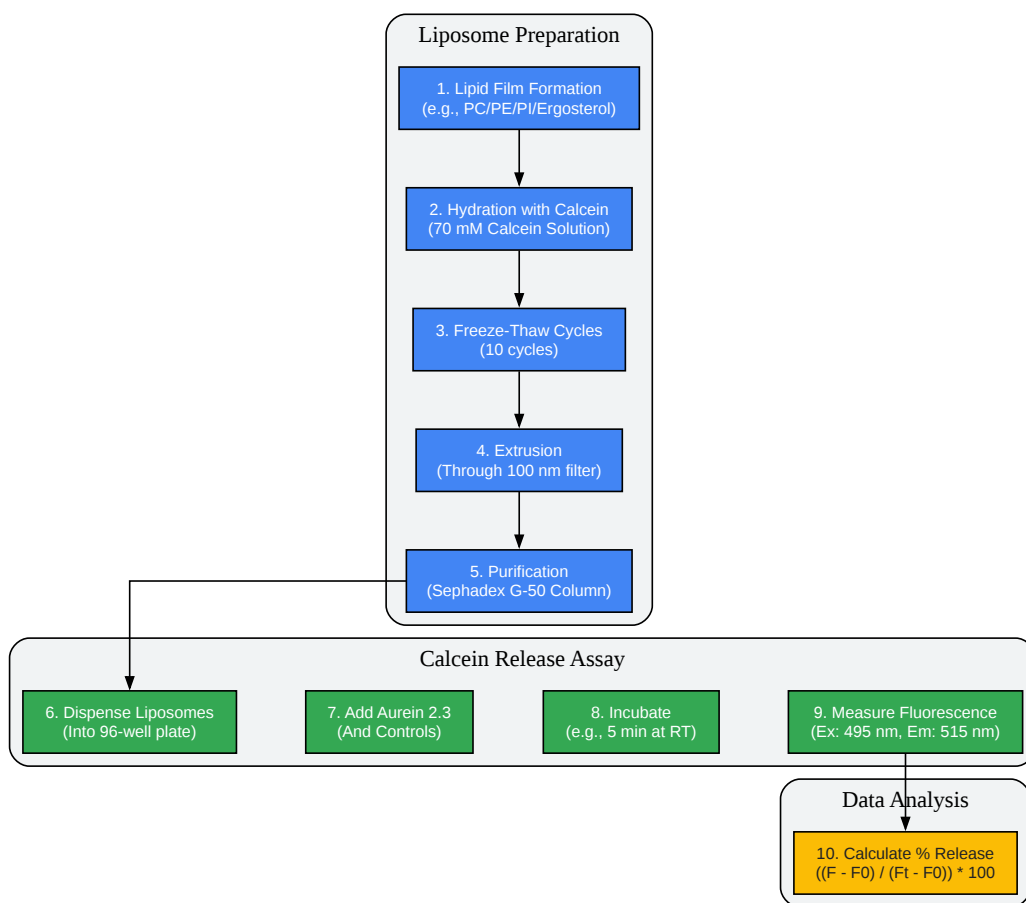 Liposome Preparation
1. Lipid Film Formation
(e.g., PC/PE/PI/Ergosterol)
2. Hydration with Calcein
(70 mM Calcein Solution)
3. Freeze-Thaw Cycles
(10 cycles)
4. Extrusion
(Through 100 nm filter)
5. Purification
(Sephadex G-50 Column)
Calcein Release Assay
6. Dispense Liposomes
(Into 96-well plate)
7. Add Aurein 2.3
(And Controls)
8. Incubate
(e.g., 5 min at RT)
9. Measure Fluorescence
(Ex: 495 nm, Em: 515 nm)
Data Analysis
10. Calculate % Release
((F - F0) / (Ft - F0)) * 100